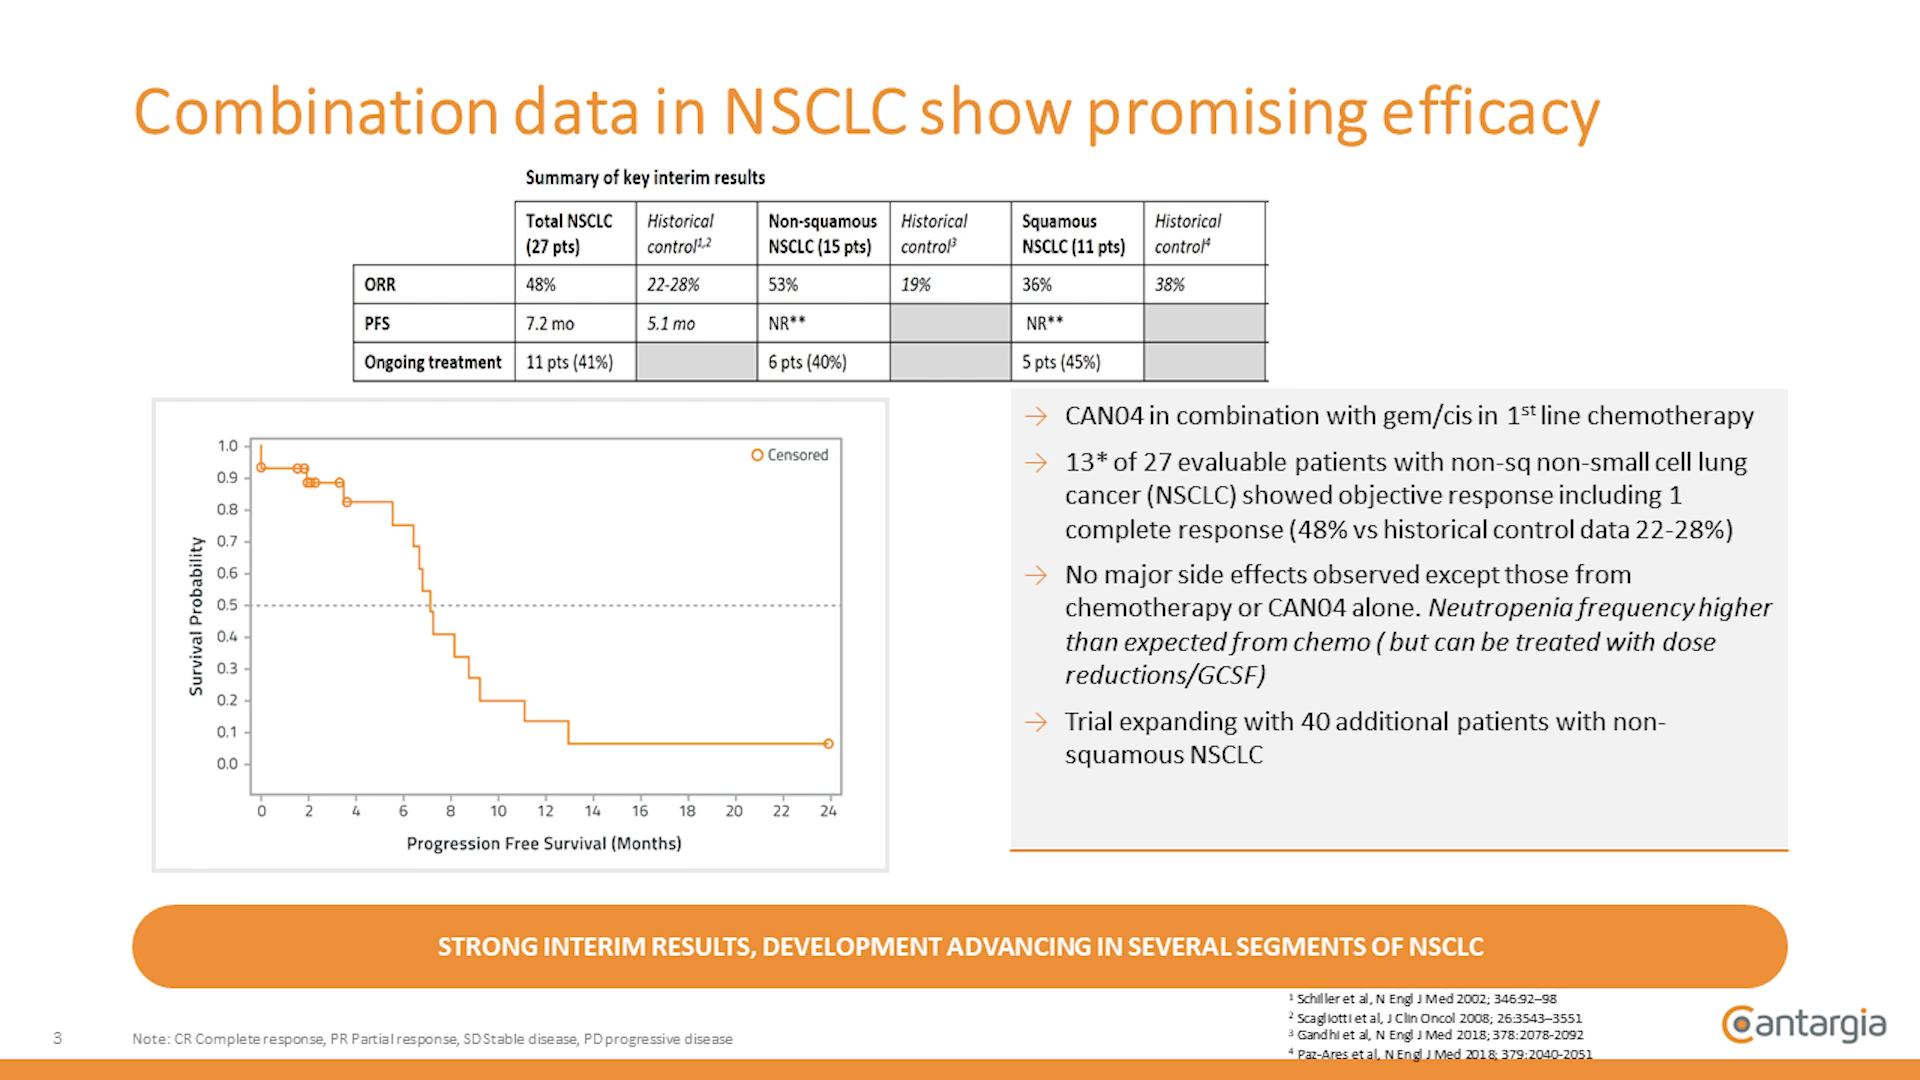 Combination data in NSCLC show promising efficacy
Summary of key interim results
Total NSCLC (27 pts) Historical control1,2 Non-squamous NSCLC (15 pts) Historical control3 Squamous NSCLC (11 pts) Historical control4
ORR 48% 22-28% 53% 19% 36% 38%
PFS 7.2 mo 5.1 mo NR** NR**
Ongoing treatment 11 pts (41%) 6 pts (40%) 5 pts (45%)
Censored
Survival Probability
1.0
0.9
0.8
0.7
0.6
0.5
0.4
0.3
0.2
0.1
0.0
0 2 4 6 8 10 12 14 16 18 20 22 24
Progression Free Survival (Months)
→ CAN04 in combination with gem/cis in 1st line chemotherapy
→ 13* of 27 evaluable patients with non-sq non-small cell lung
cancer (NSCLC) showed objective response including 1
complete response (48% vs historical control data 22-28%)
→ No major side effects observed except those from
chemotherapy or CAN04 alone. Neutropenia frequency higher
than expected from chemo ( but can be treated with dose
reductions/GCSF)
→ Trial expanding with 40 additional patients with non-
squamous NSCLC
STRONG INTERIM RESULTS, DEVELOPMENT ADVANCING IN SEVERAL SEGMENTS OF NSCLC
1 Schiller et al, N Engl J Med 2002; 346:92–98
2 Scagliotti et al, J Clin Oncol 2008; 26:3543–3551
3 Gandhi et al, N Engl J Med 2018; 378:2078-2092
4 Paz-Ares et al, N Engl J Med 2018; 379:2040-2051
3
Note: CR Complete response, PR Partial response, SD Stable disease, PD progressive disease
Cantargia